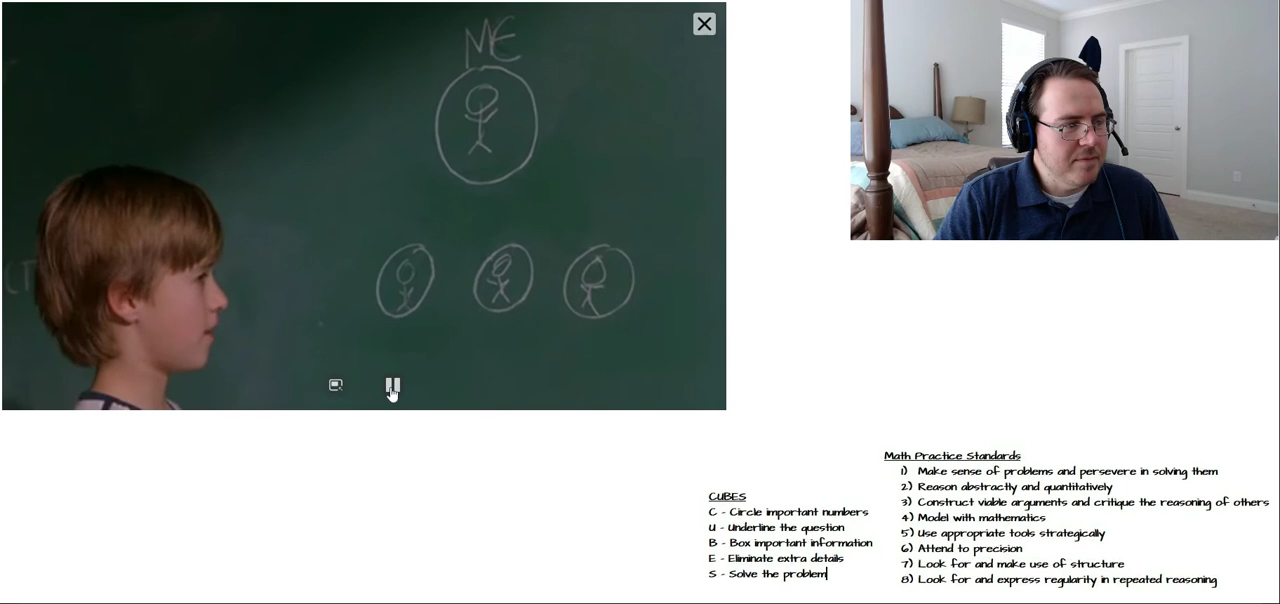 ME
CUBES
C - Circle important numbers
U - Underline the question
B - Box important information
E - Eliminate extra details
S - Solve the problem
Math Practice Standards
1) Make sense of problems and persevere in solving them
2) Reason abstractly and quantitatively
3) Construct viable arguments and critique the reasoning of others
4) Model with mathematics
5) Use appropriate tools strategically
6) Attend to precision
7) Look for and make use of structure
8) Look for and express regularity in repeated reasoning